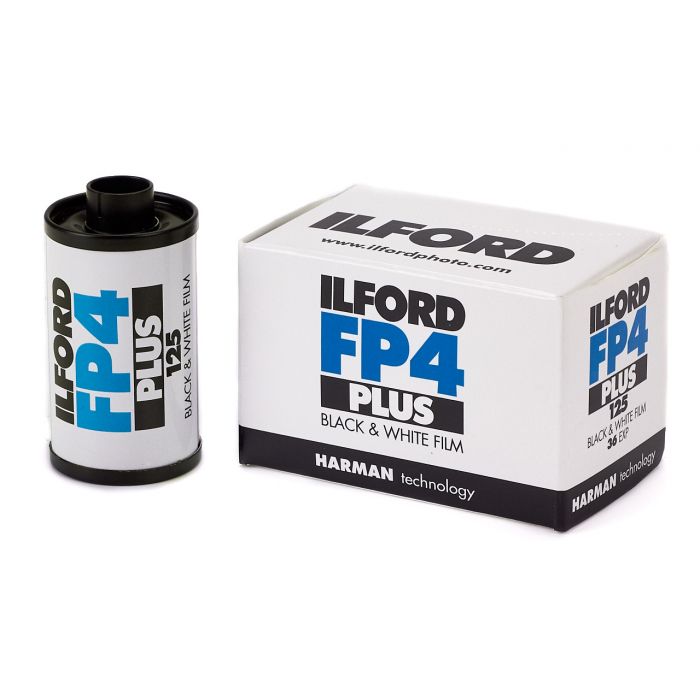 ILFORD
FP4
PLUS
125
BLACK & WHITE FILM
ILFORD
www.ilfordphoto.com
ILFORD
FP4
PLUS
BLACK & WHITE FILM
HARMAN technology
ILFORD
FP4
PLUS
125
BLACK & WHITE FILM
36 EXP
HARMAN technology